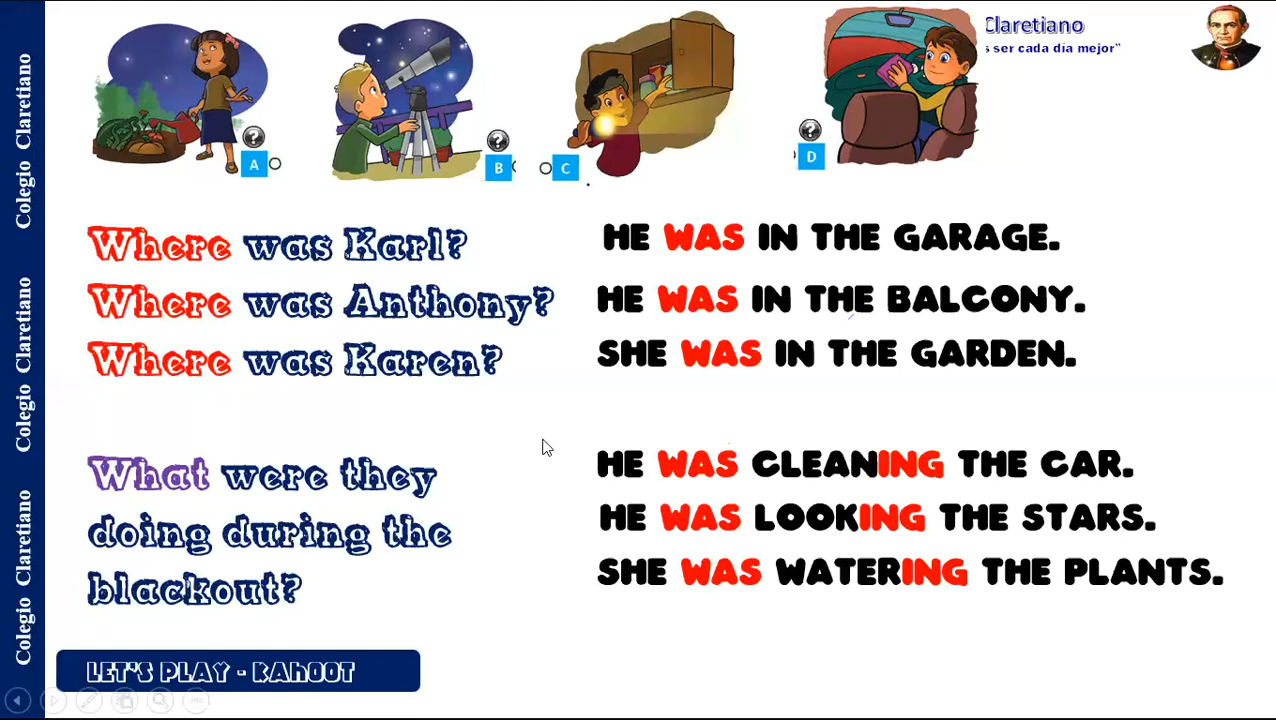 Claretiano
s ser cada día mejor"
A
B
C
D
Where was Karl?
HE WAS IN THE GARAGE.
Where was Anthony?
HE WAS IN THE BALCONY.
Where was Karen?
SHE WAS IN THE GARDEN.
What were they
doing during the
blackout?
HE WAS CLEANING THE CAR.
HE WAS LOOKING THE STARS.
SHE WAS WATERING THE PLANTS.
LET'S PLAY - KAHOOT
Colegio Claretiano
Colegio Claretiano
Colegio Claretiano